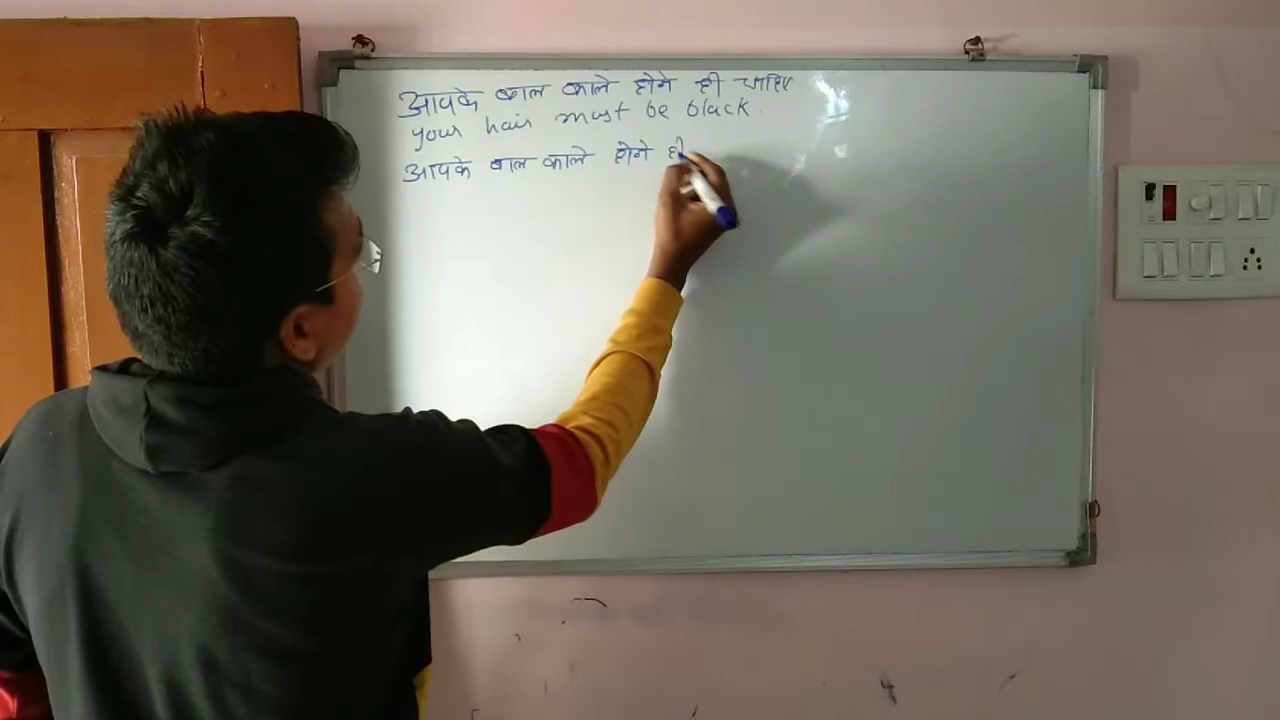 आपके बाल काले होने ही चाहिए
your hair must be black.
आपके बाल काले होने ही